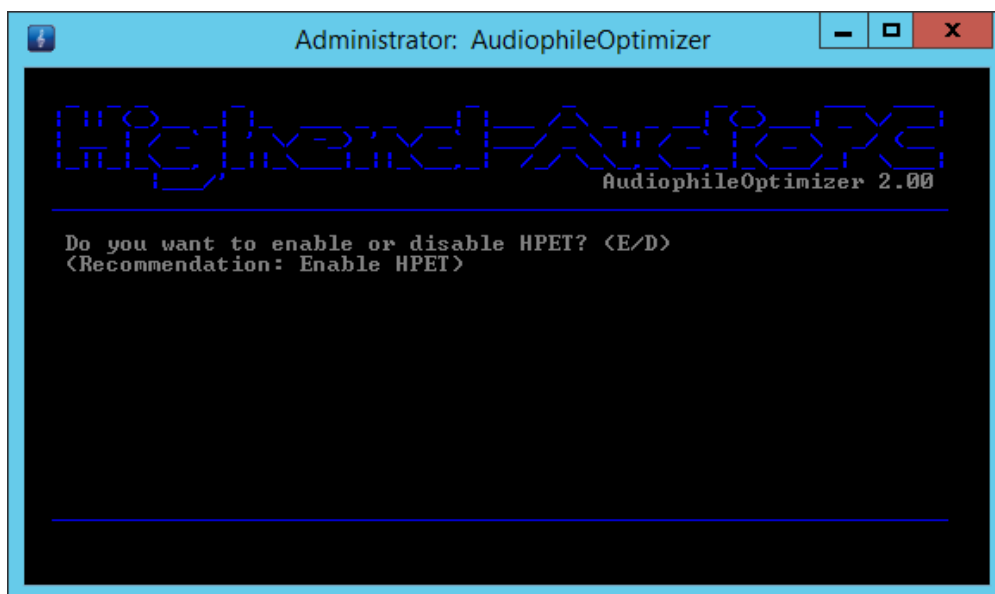 Administrator: AudiophileOptimizer
Highend-AudioPC
AudiophileOptimizer 2.00
Do you want to enable or disable HPET? (E/D)
(Recommendation: Enable HPET)